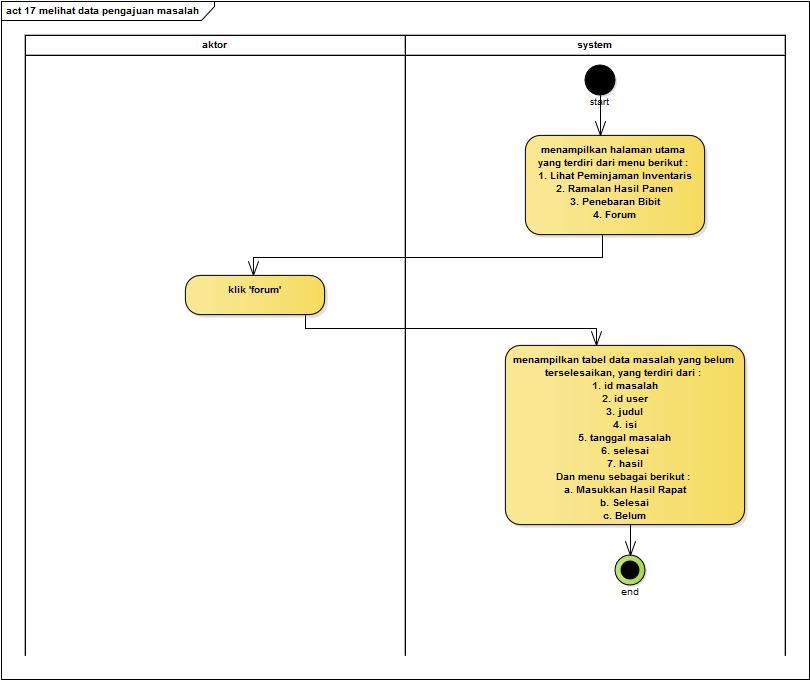 act 17 melihat data pengajuan masalah
aktor
system
start
menampilkan halaman utama
yang terdiri dari menu berikut :
1. Lihat Peminjaman Inventaris
2. Ramalan Hasil Panen
3. Penebaran Bibit
4. Forum
klik 'forum'
menampilkan tabel data masalah yang belum
terselesaikan, yang terdiri dari :
1. id masalah
2. id user
3. judul
4. isi
5. tanggal masalah
6. selesai
7. hasil
Dan menu sebagai berikut :
a. Masukkan Hasil Rapat
b. Selesai
c. Belum
end